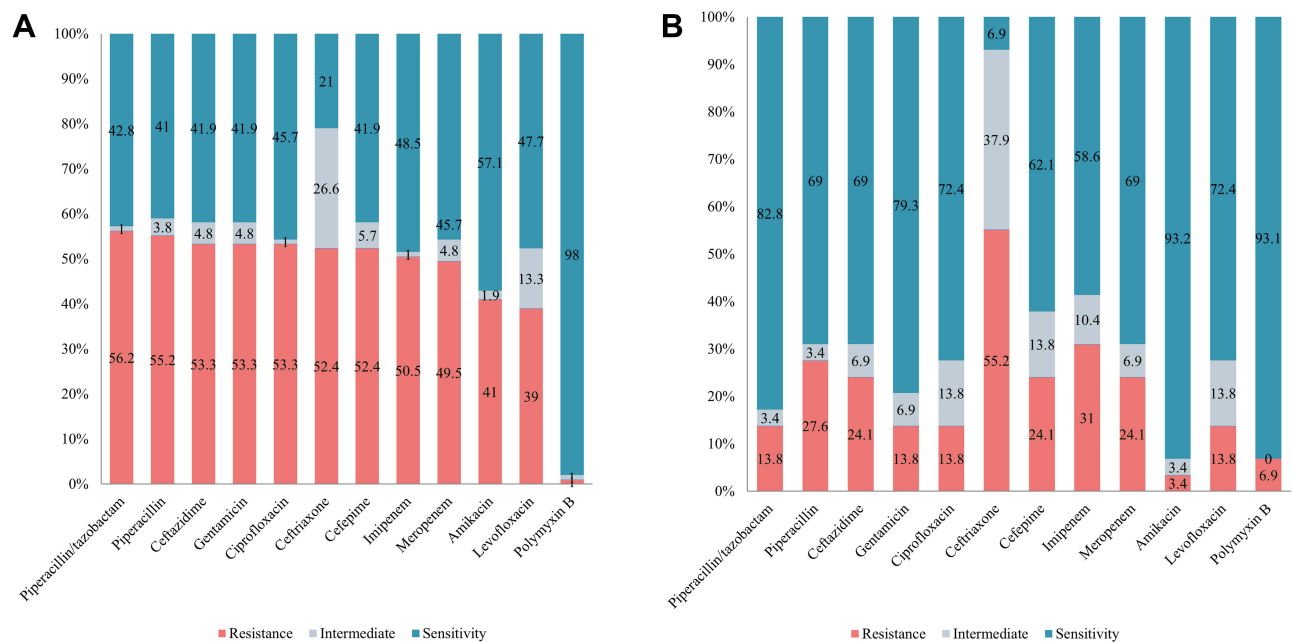 A
100%
90%
80%
70%
60%
50%
40%
30%
20%
10%
0%
42.8 41 41.9 41.9 45.7 21 41.9 48.5 45.7 57.1 47.7 98
1 3.8 4.8 4.8 1 26.6 5.7 1 4.8 1.9 13.3 1
56.2 55.2 53.3 53.3 53.3 52.4 52.4 50.5 49.5 41 39 1
Piperacillin/tazobactam
Piperacillin
Ceftazidime
Gentamicin
Ciprofloxacin
Ceftriaxone
Cefepime
Imipenem
Meropenem
Amikacin
Levofloxacin
Polymyxin B
Resistance Intermediate Sensitivity
B
100%
90%
80%
70%
60%
50%
40%
30%
20%
10%
0%
82.8 69 69 79.3 72.4 6.9 62.1 58.6 69 93.2 72.4 93.1
3.4 3.4 6.9 6.9 13.8 37.9 13.8 10.4 6.9 3.4 13.8 0
13.8 27.6 24.1 13.8 13.8 55.2 24.1 31 24.1 3.4 13.8 6.9
Piperacillin/tazobactam
Piperacillin
Ceftazidime
Gentamicin
Ciprofloxacin
Ceftriaxone
Cefepime
Imipenem
Meropenem
Amikacin
Levofloxacin
Polymyxin B
Resistance Intermediate Sensitivity